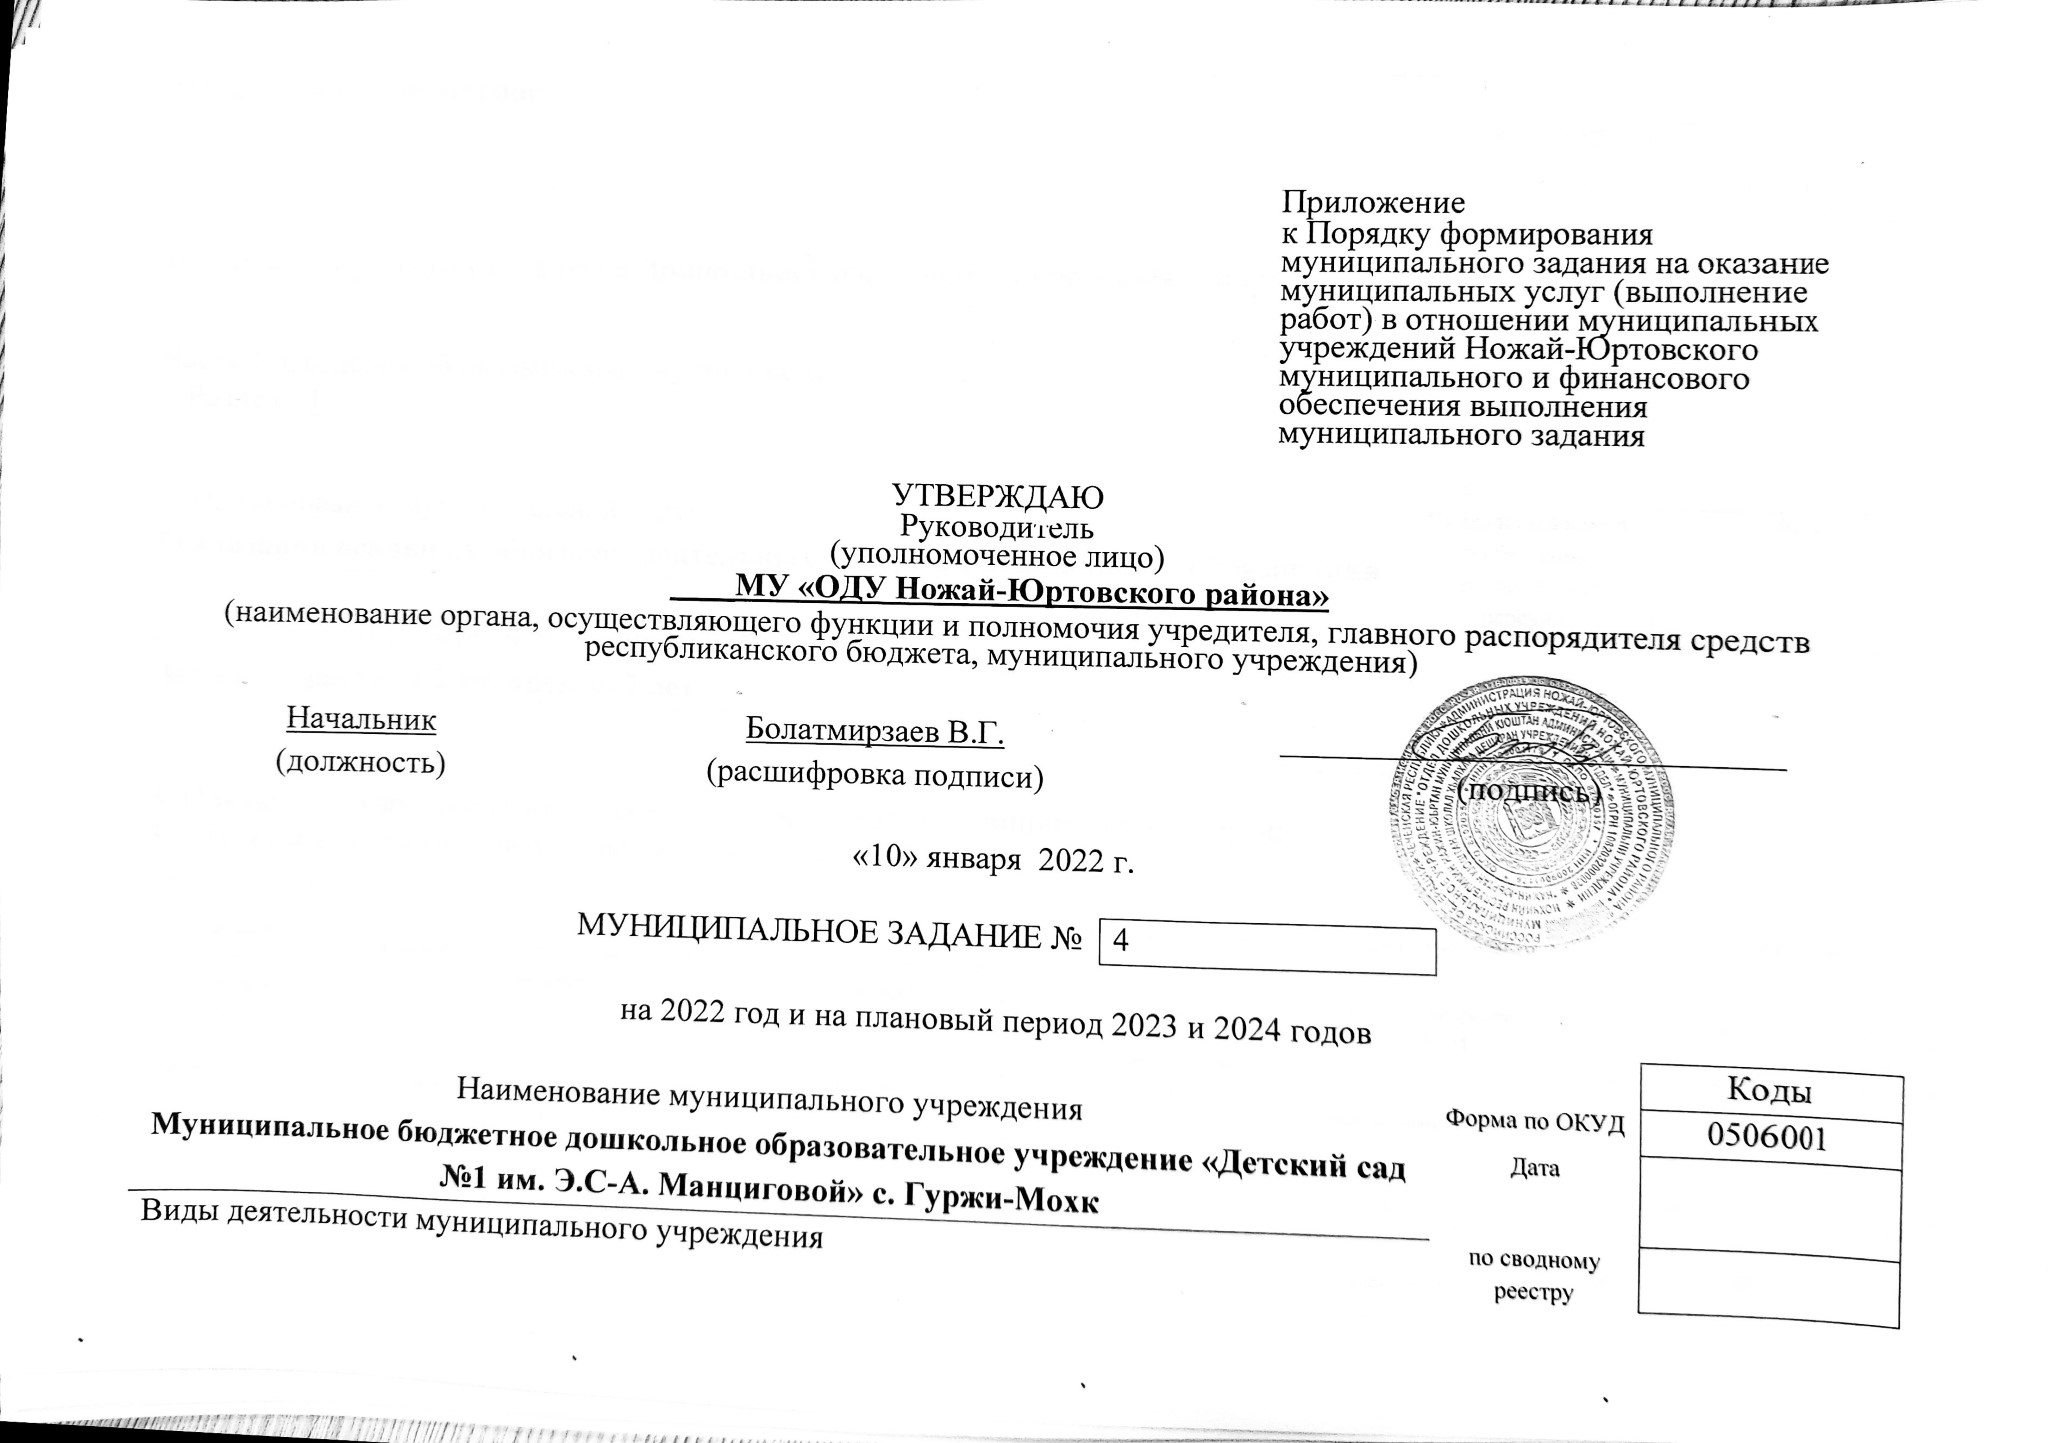 Приложение
к Порядку формирования
муниципального задания на оказание
муниципальных услуг (выполнение
работ) в отношении муниципальных
учреждений Ножай-Юртовского
муниципального и финансового
обеспечения выполнения
муниципального задания
УТВЕРЖДАЮ
Руководитель
(уполномоченное лицо)
МУ «ОДУ Ножай-Юртовского района»
(наименование органа, осуществляющего функции и полномочия учредителя, главного распорядителя средств
республиканского бюджета, муниципального учреждения)
Начальник
(должность)
Болатмирзаев В.Г.
(расшифровка подписи)
(подпись)
«10» января 2022 г.
МУНИЦИПАЛЬНОЕ ЗАДАНИЕ № 4
на 2022 год и на плановый период 2023 и 2024 годов
Наименование муниципального учреждения
Муниципальное бюджетное дошкольное образовательное учреждение «Детский сад
№1 им. Э.С-А. Манциговой» с. Гуржи-Мохк
Виды деятельности муниципального учреждения
Коды
Форма по ОКУД 0506001
Дата
по сводному
реестру